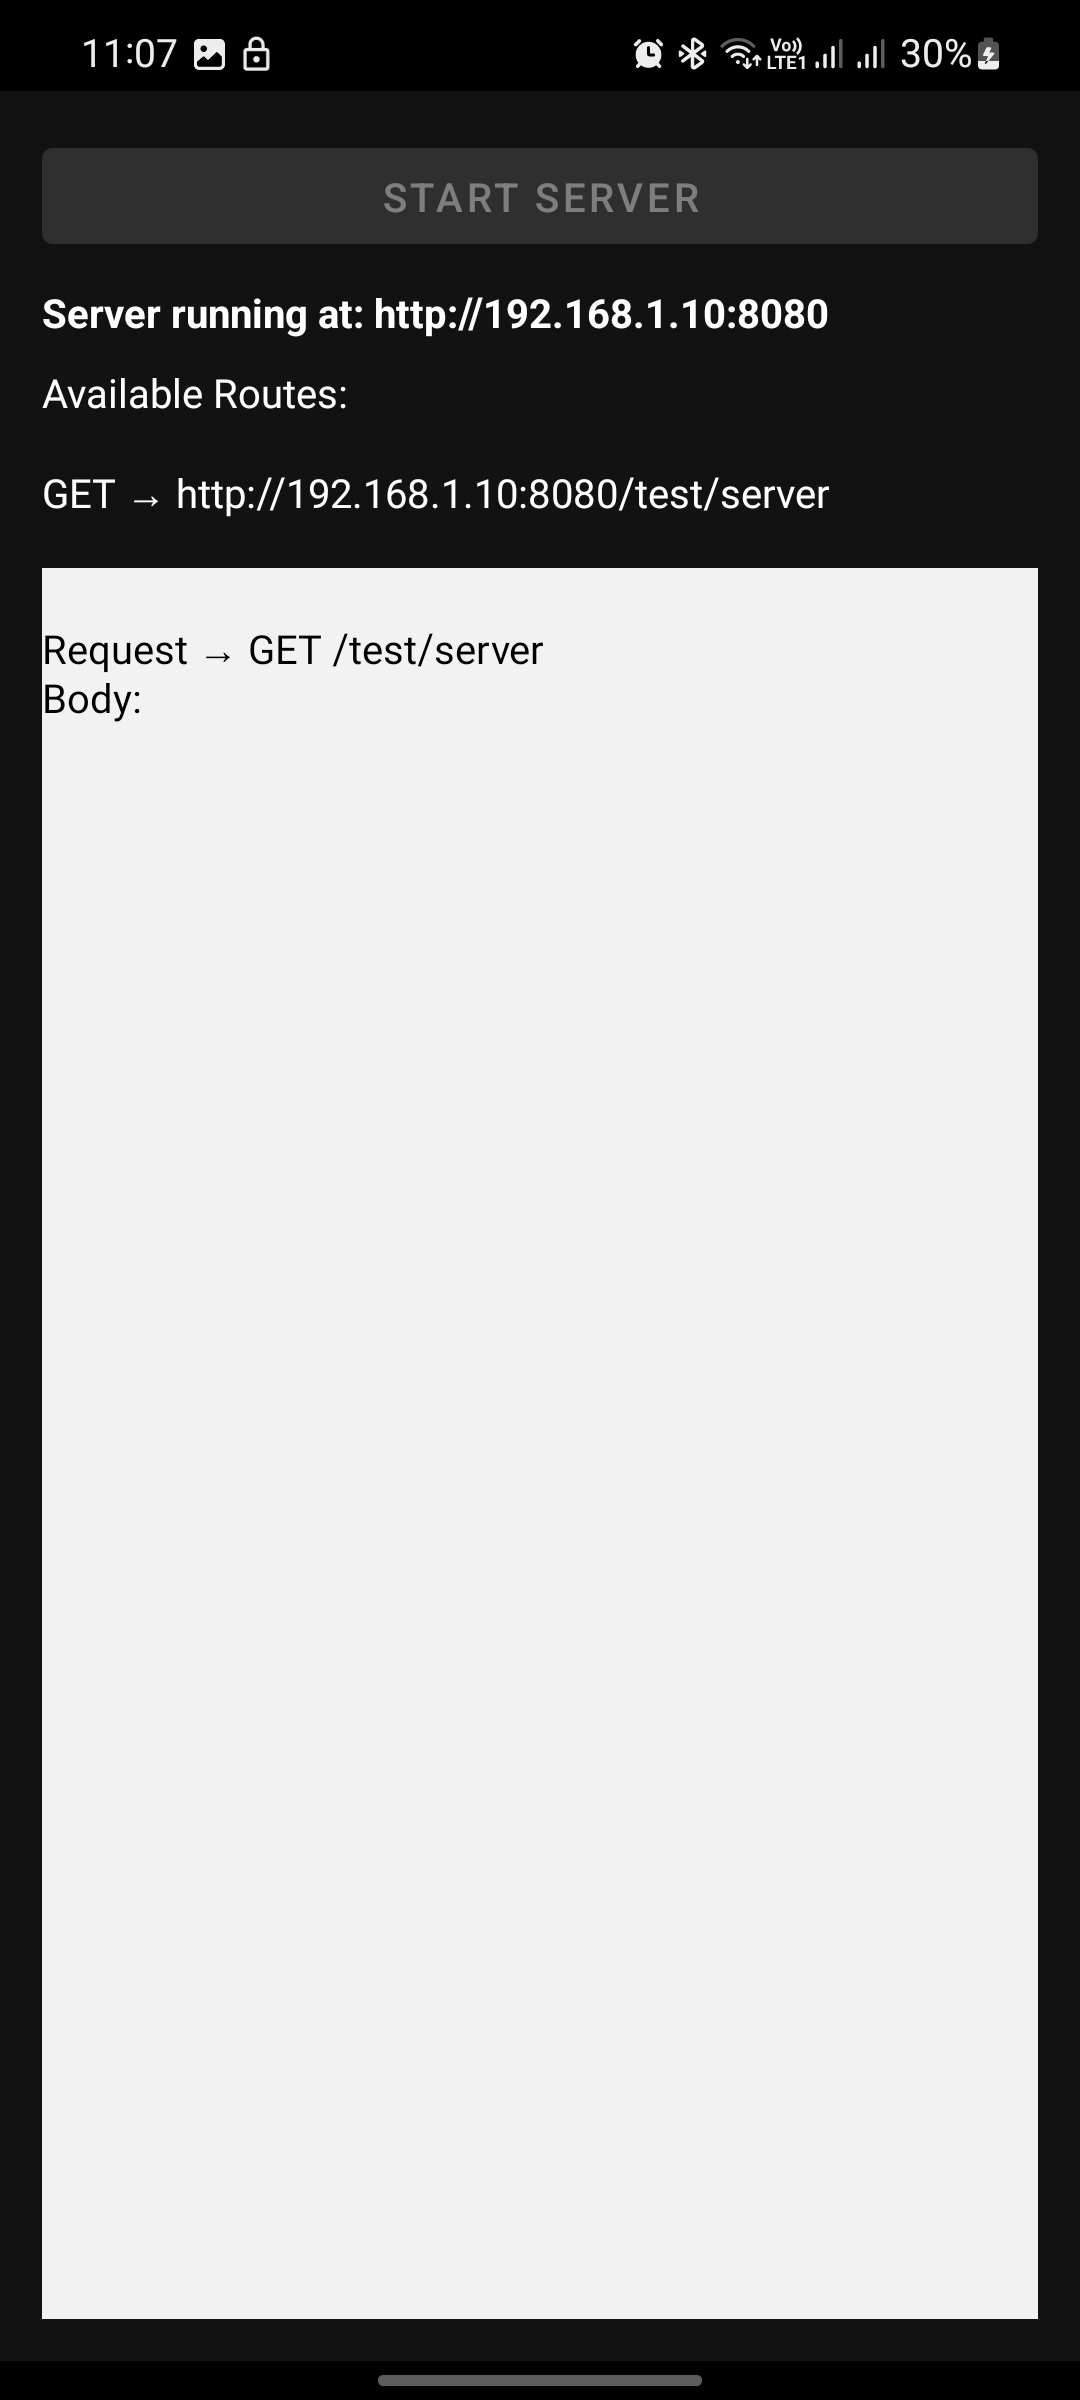 11:07 Vo)) LTE1 30%
START SERVER
Server running at: http://192.168.1.10:8080
Available Routes:
GET → http://192.168.1.10:8080/test/server
Request → GET /test/server
Body: